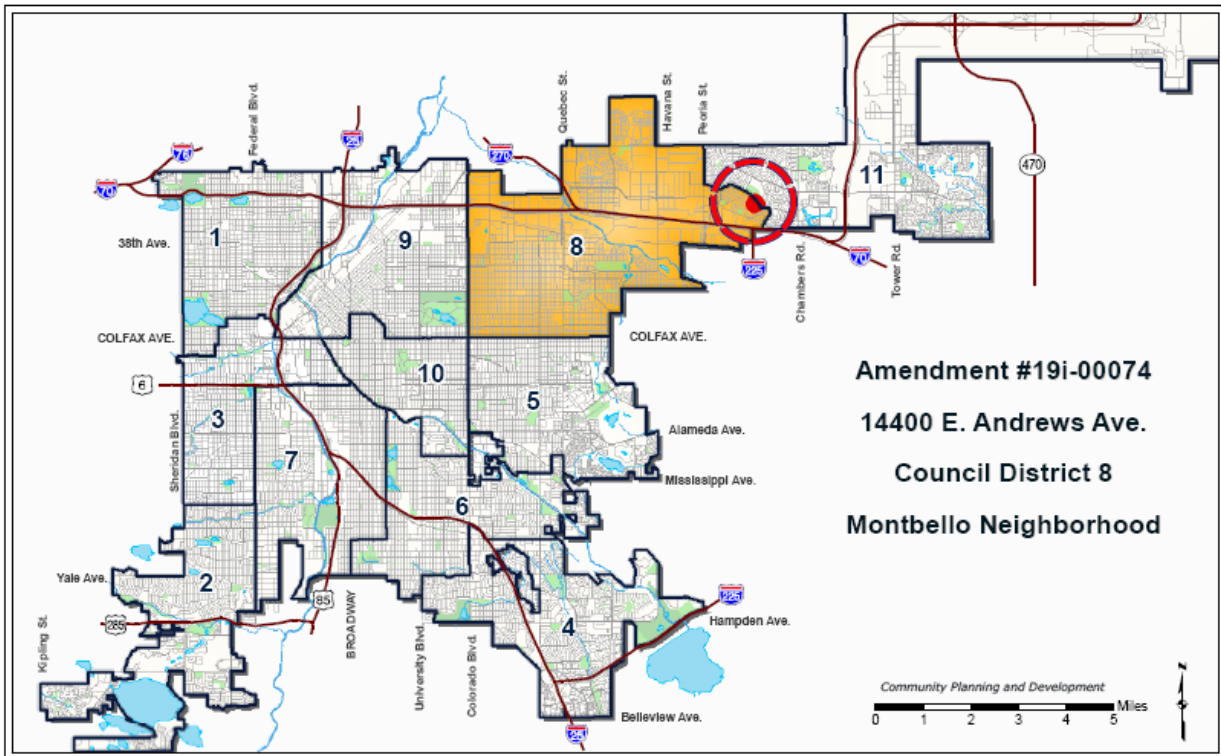 Federal Blvd.
25
Quebec St.
Havana St.
Peoria St.
76
270
70
470
11
38th Ave.
1
9
8
225
70
Chambers Rd.
Tower Rd.
COLFAX AVE.
COLFAX AVE.
6
10
5
3
Alameda Ave.
Sheridan Blvd.
7
Mississippi Ave.
6
Yale Ave.
2
85
BROADWAY
285
225
Hampden Ave.
4
Kipling St.
University Blvd.
Colorado Blvd.
Belleview Ave.
25
Amendment #19i-00074
14400 E. Andrews Ave.
Council District 8
Montbello Neighborhood
Community Planning and Development
Miles
0 1 2 3 4 5